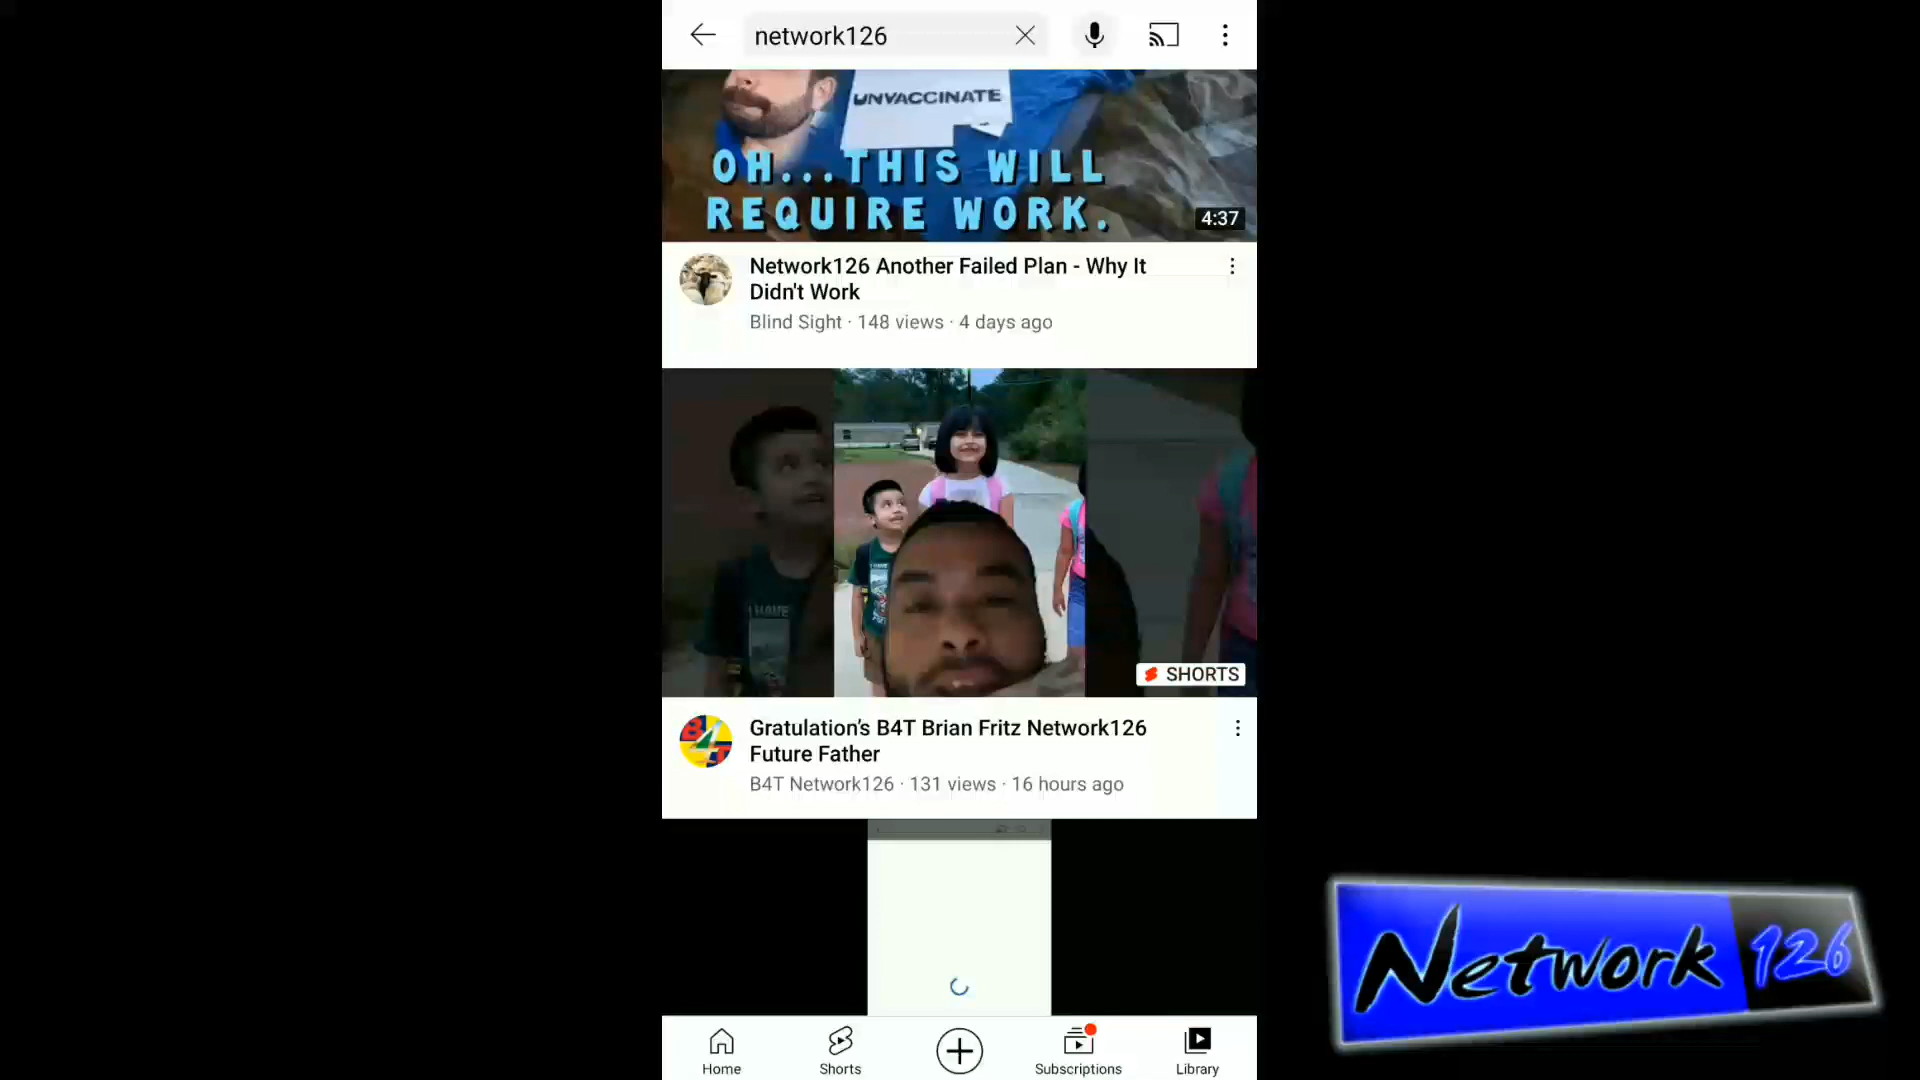 network126
UNVACCINATE
OH...THIS WILL
REQUIRE WORK.
4:37
Network126 Another Failed Plan - Why It
Didn't Work
Blind Sight · 148 views · 4 days ago
I HAVE
SHORTS
B4T
Gratulation's B4T Brian Fritz Network126
Future Father
B4T Network126 · 131 views · 16 hours ago
Network 126
Home
Shorts
Subscriptions
Library